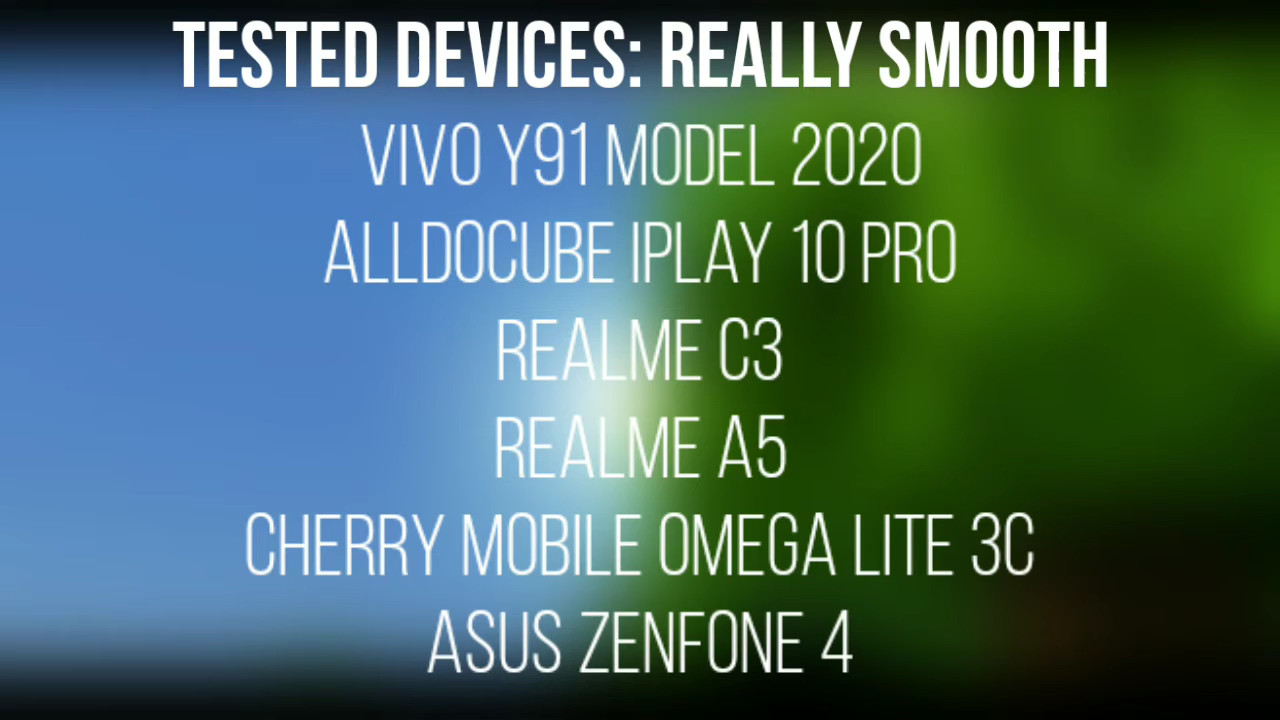 TESTED DEVICES: REALLY SMOOTH
VIVO Y91 MODEL 2020
ALLDOCUBE IPLAY 10 PRO
REALME C3
REALME A5
CHERRY MOBILE OMEGA LITE 3C
ASUS ZENFONE 4